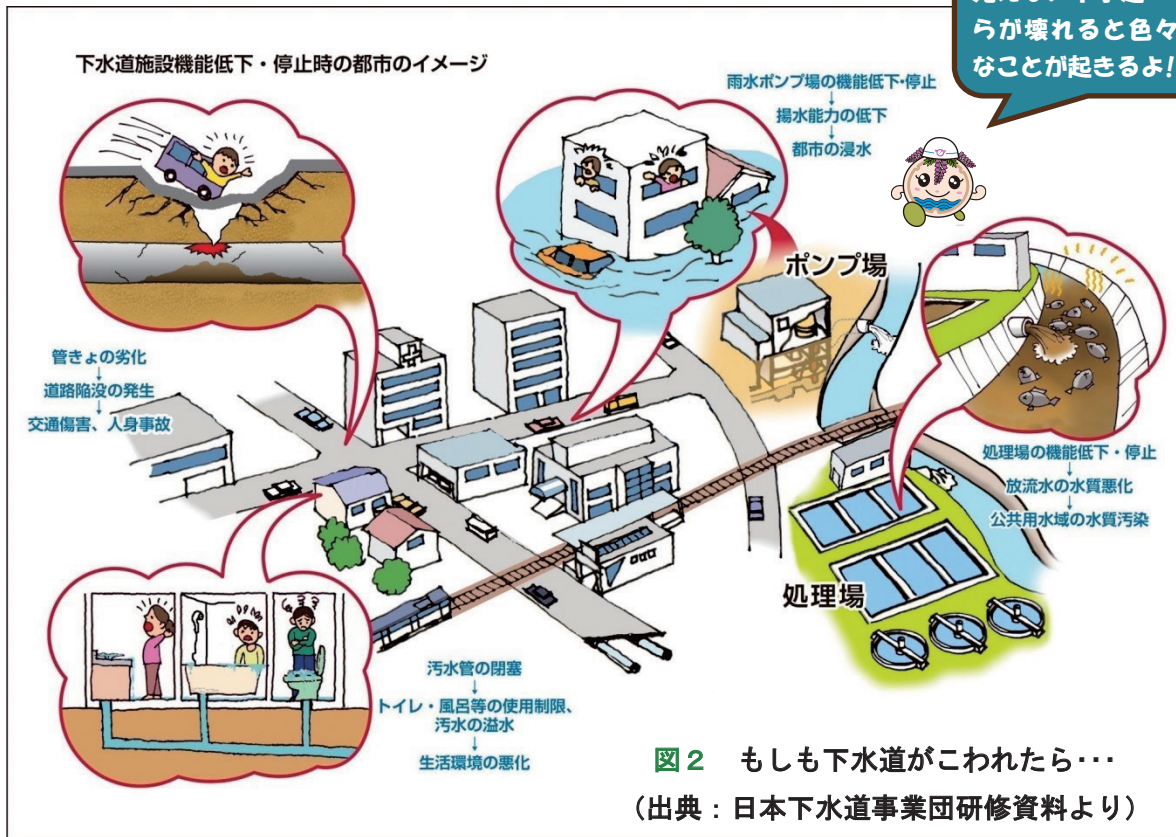 らが壊れると色々
なことが起きるよ!
下水道施設機能低下・停止時の都市のイメージ
雨水ポンプ場の機能低下・停止
↓
揚水能力の低下
↓
都市の浸水
ポンプ場
管きょの劣化
↓
道路陥没の発生
↓
交通傷害、人身事故
処理場の機能低下・停止
↓
放流水の水質悪化
↓
公共用水域の水質汚染
処理場
汚水管の閉塞
↓
トイレ・風呂等の使用制限、
汚水の溢水
↓
生活環境の悪化
図2 もしも下水道がこわれたら・・・
(出典:日本下水道事業団研修資料より)